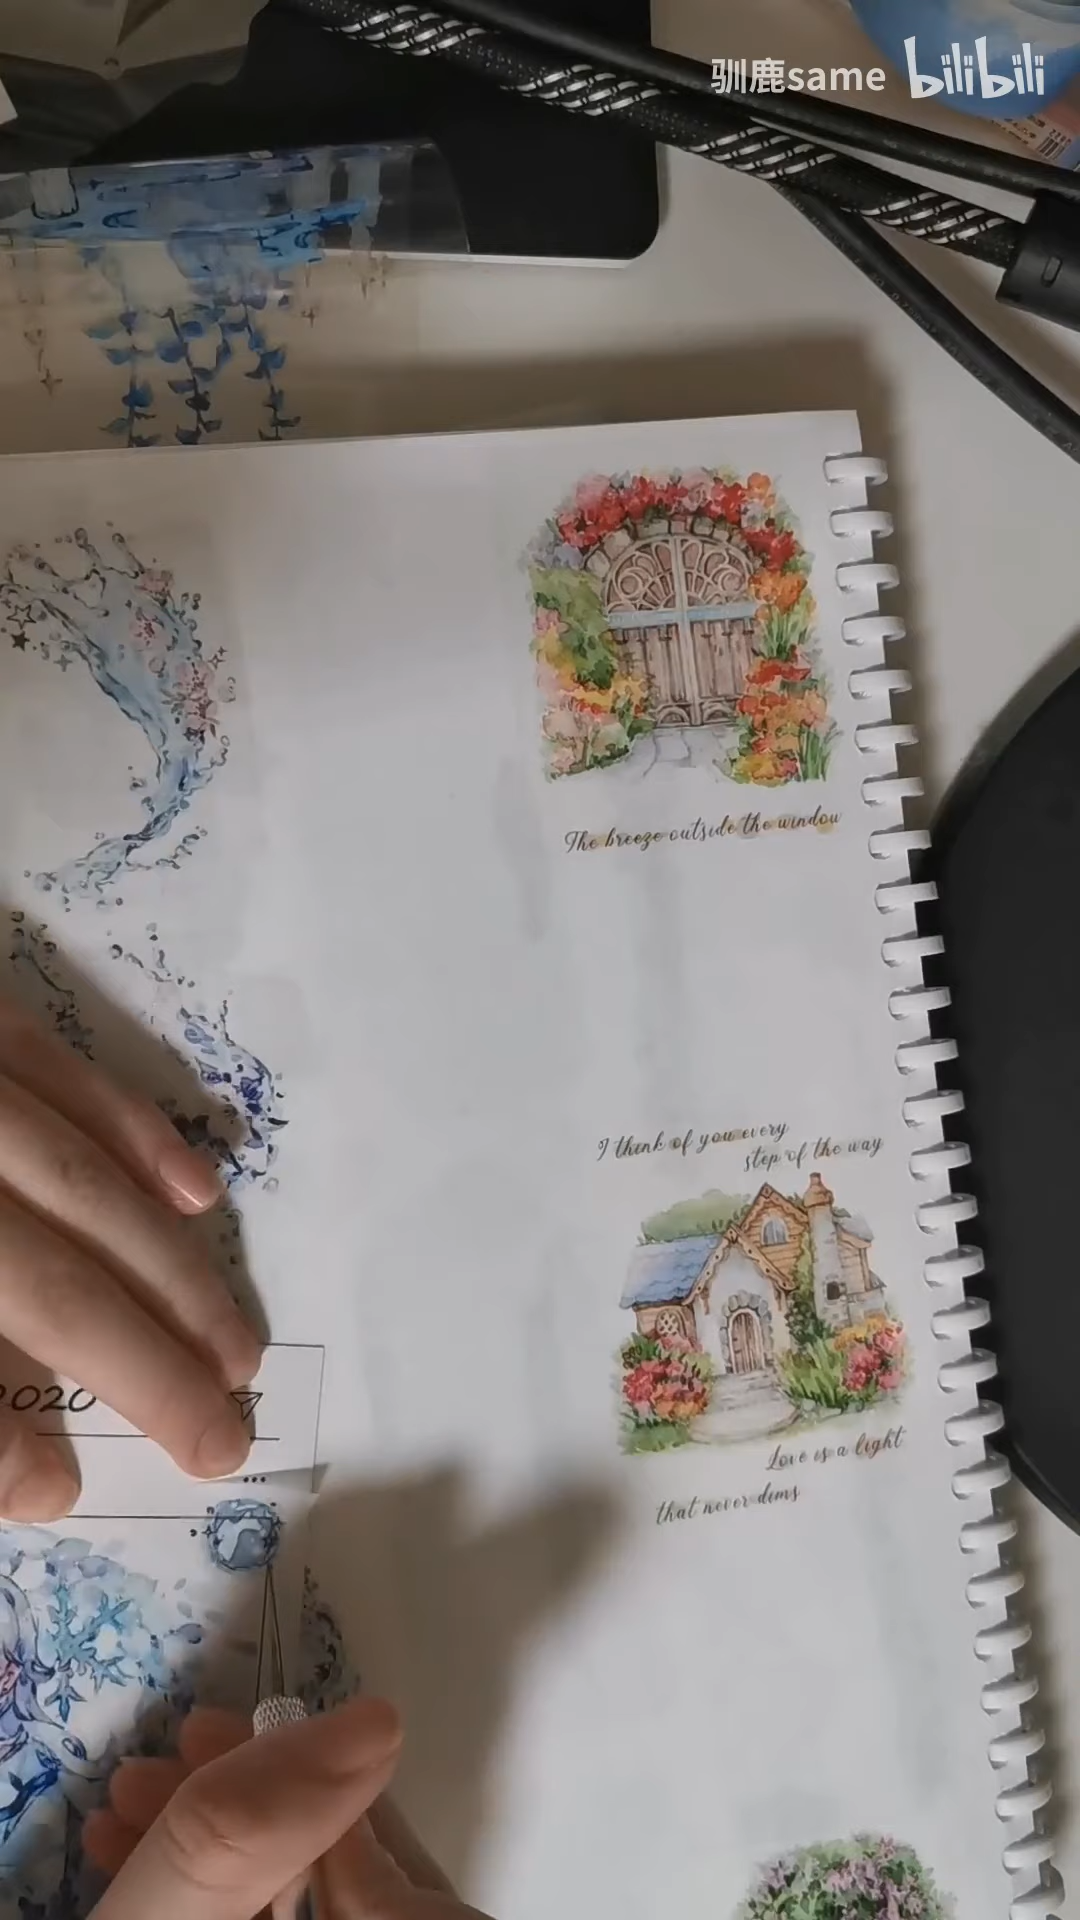 驯鹿same bilibili
The breeze outside the window
I think of you every
step of the way
2020
Love is a light
that never dims